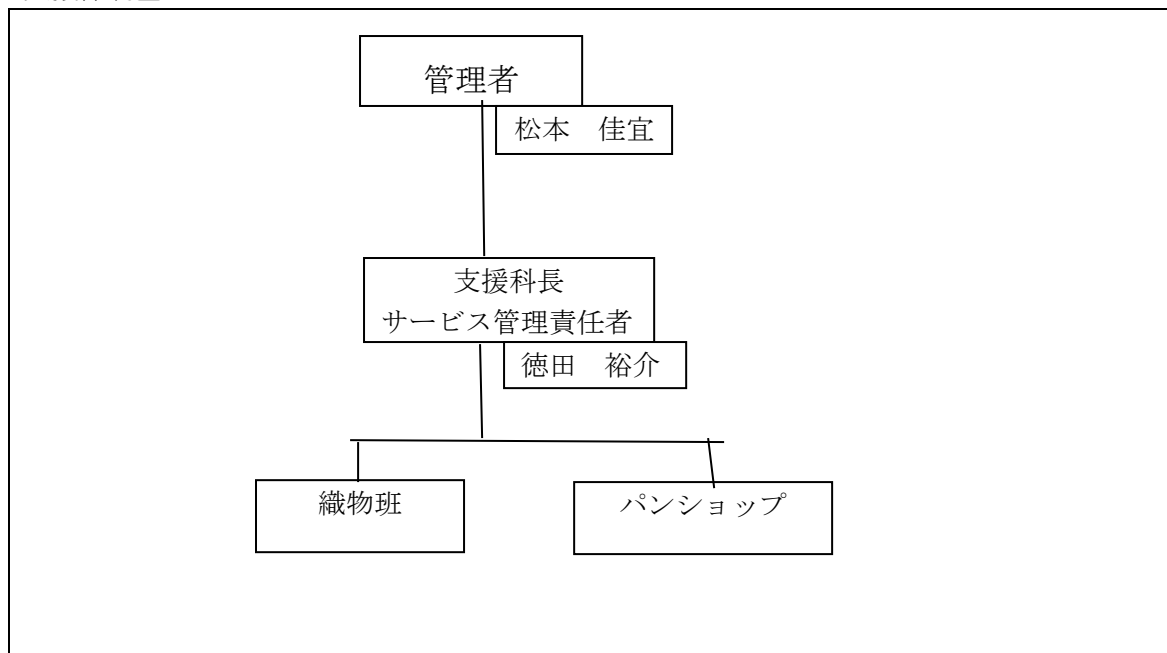 管理者
松本　佳宜
支援科長
サービス管理責任者
徳田　裕介
織物班
パンショップ